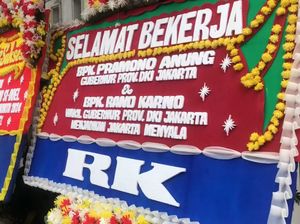 SELAMAT BEKERJA
BPK. PRAMONO ANUNG
GUBERNUR PROV. DKI JAKARTA
&
BPK. RANO KARNO
WAKIL GUBERNUR PROV. DKI JAKARTA
MENJADIKAN JAKARTA MENYALA
RK